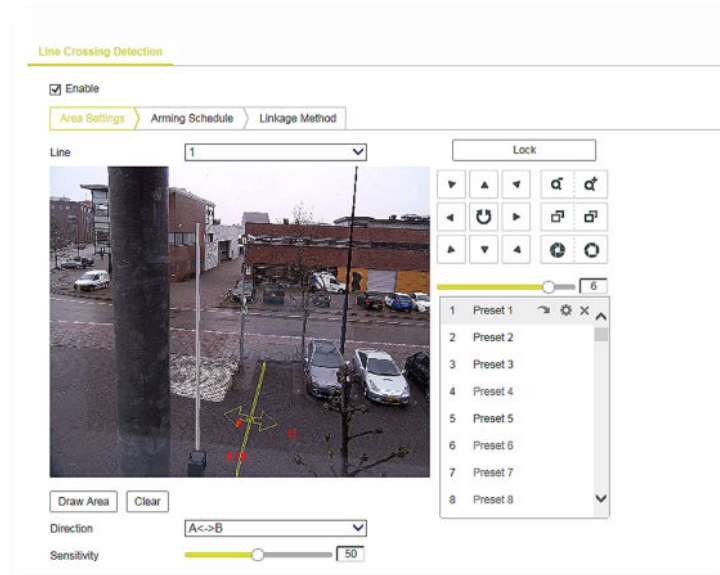 Line Crossing Detection
Enable
Area Settings
Arming Schedule
Linkage Method
Line
1
Lock
6
1 Preset 1
2 Preset 2
3 Preset 3
4 Preset 4
5 Preset 5
6 Preset 6
7 Preset 7
8 Preset 8
Draw Area
Clear
Direction
A<->B
Sensitivity
50